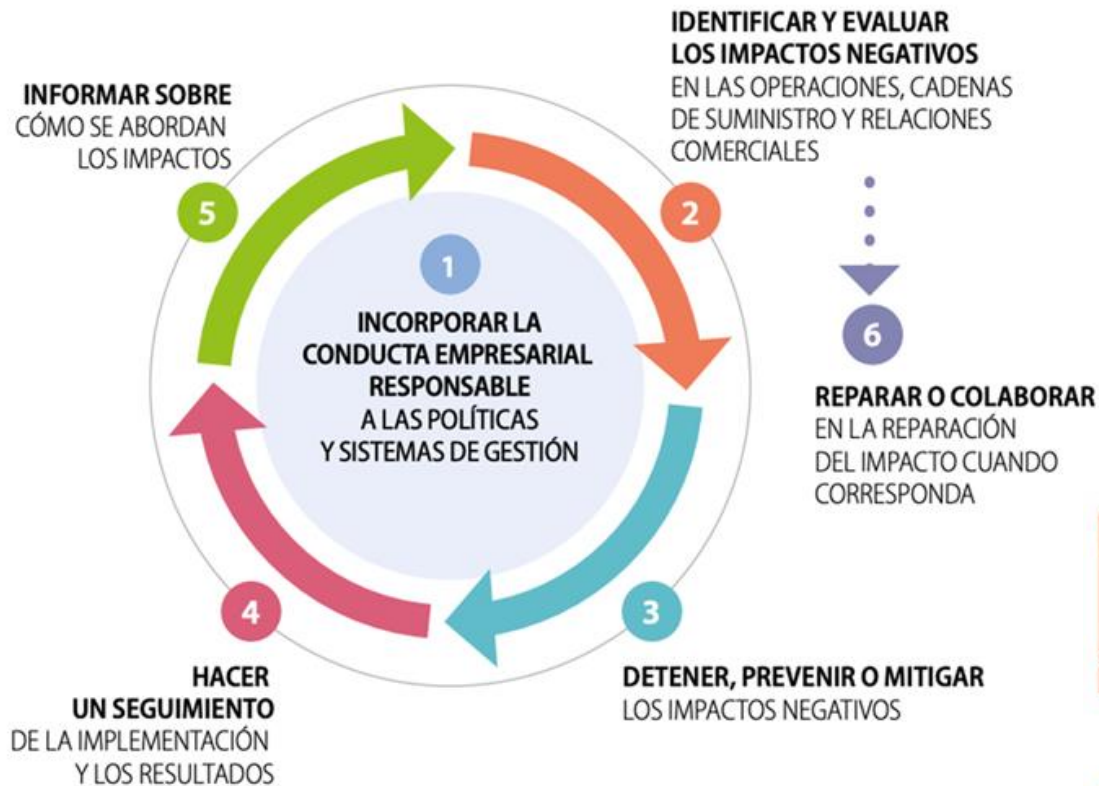 1
INCORPORAR LA
CONDUCTA EMPRESARIAL
RESPONSABLE
A LAS POLÍTICAS
Y SISTEMAS DE GESTIÓN
IDENTIFICAR Y EVALUAR
LOS IMPACTOS NEGATIVOS
EN LAS OPERACIONES, CADENAS
DE SUMINISTRO Y RELACIONES
COMERCIALES
2
3
DETENER, PREVENIR O MITIGAR
LOS IMPACTOS NEGATIVOS
4
HACER
UN SEGUIMIENTO
DE LA IMPLEMENTACIÓN
Y LOS RESULTADOS
INFORMAR SOBRE
CÓMO SE ABORDAN
LOS IMPACTOS
5
6
REPARAR O COLABORAR
EN LA REPARACIÓN
DEL IMPACTO CUANDO
CORRESPONDA